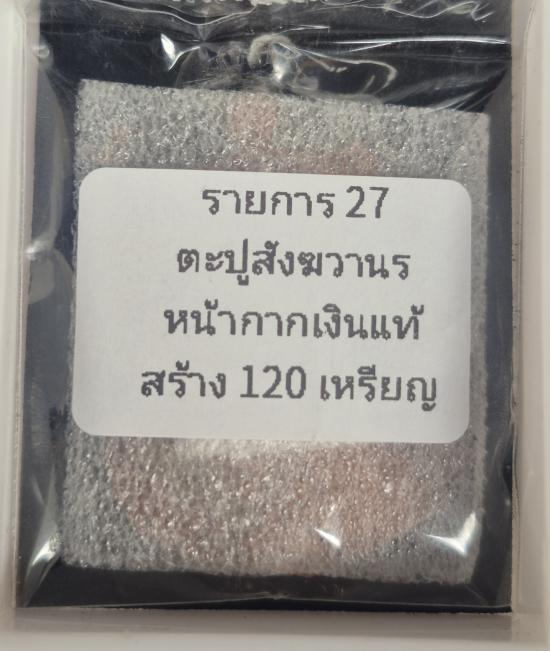 รายการ 27
ตะปูสังฆวานร
หน้ากากเงินแท้
สร้าง 120 เหรียญ